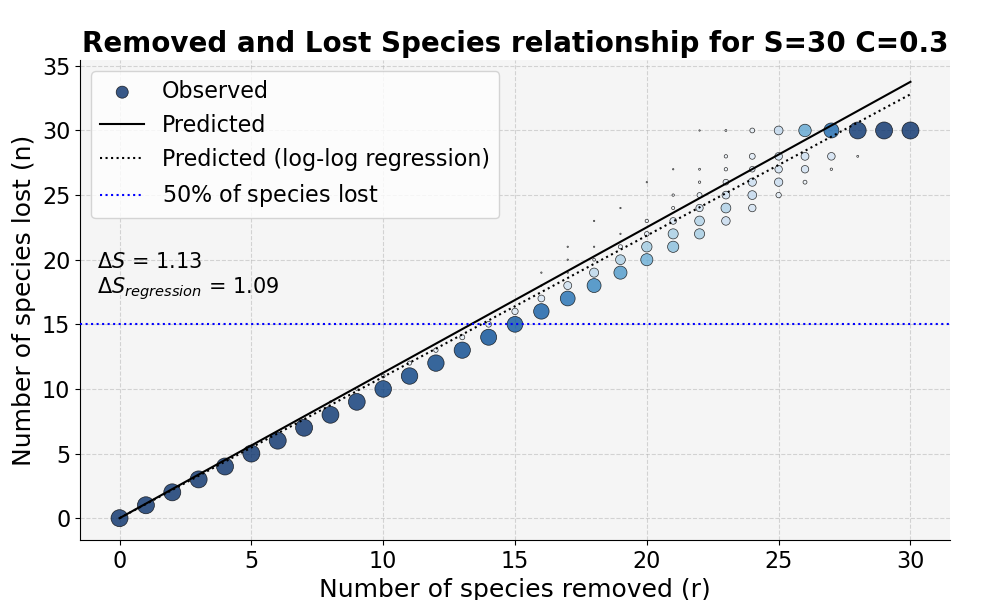 Removed and Lost Species relationship for S=30 C=0.3
Number of species lost (n)
35
30
25
20
15
10
5
0
Observed
Predicted
Predicted (log-log regression)
50% of species lost
ΔS = 1.13
ΔS_regression = 1.09
0 5 10 15 20 25 30
Number of species removed (r)